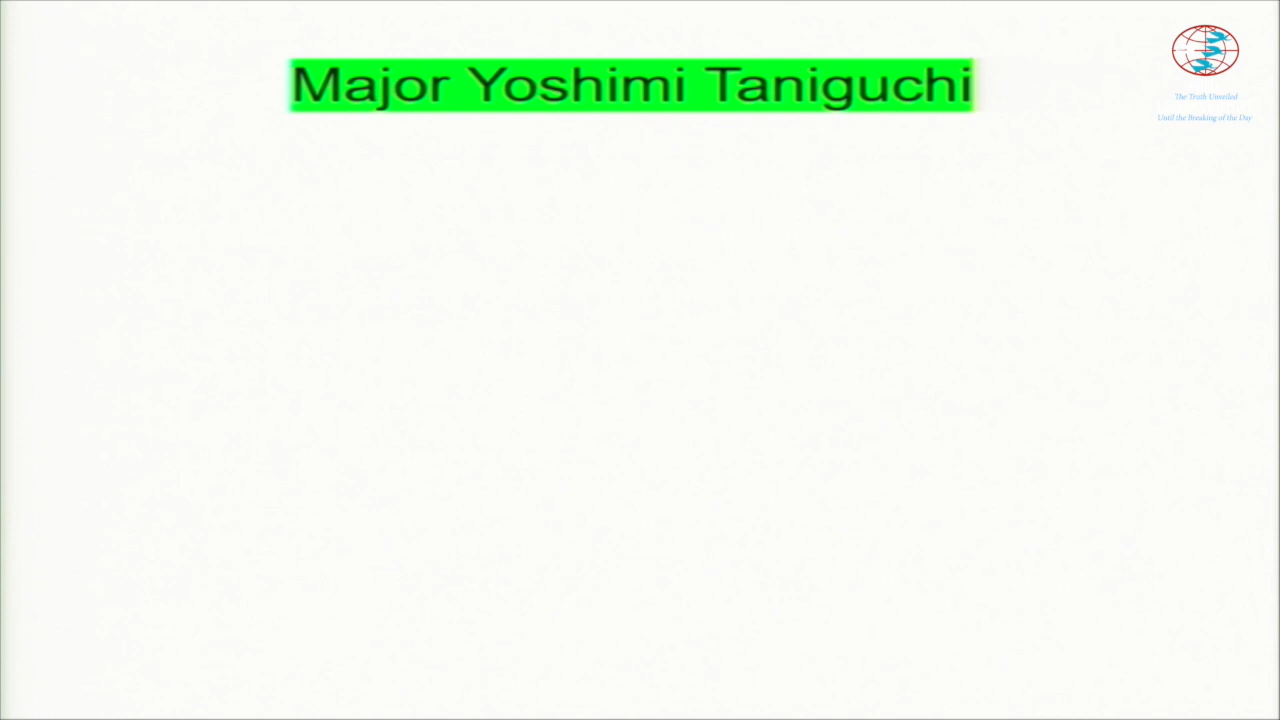 Major Yoshimi Taniguchi
The Truth Unveiled
Until the Breaking of the Day